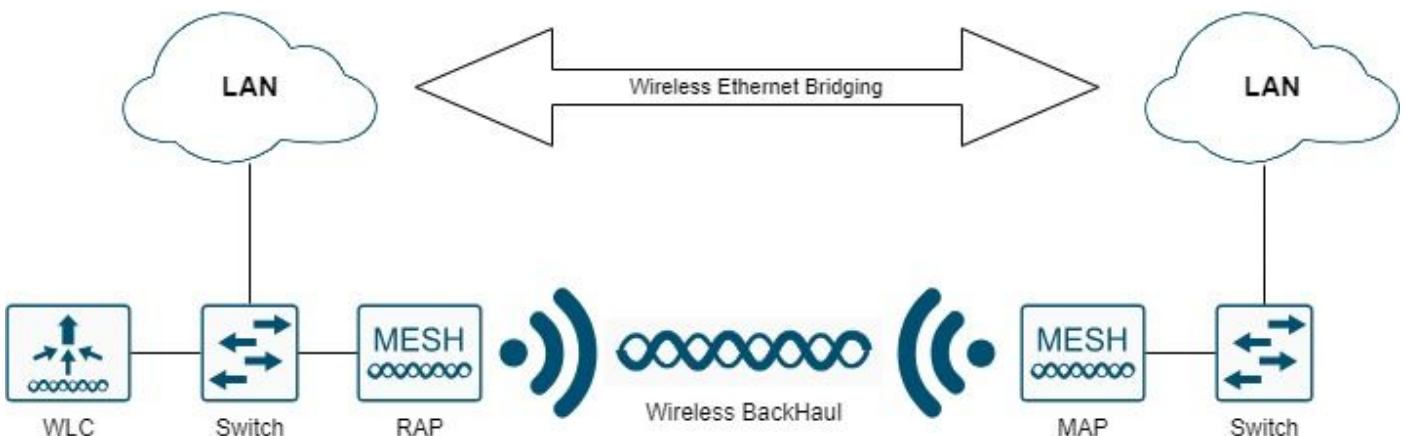 LAN
Wireless Ethernet Bridging
LAN
MESH
MESH
Wireless BackHaul
WLC
Switch
RAP
MAP
Switch